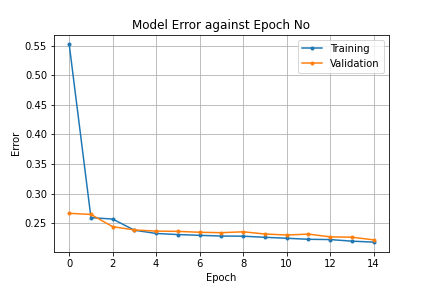 Model Error against Epoch No
Training
Validation
0.55
0.50
0.45
0.40
0.35
0.30
0.25
Error
0 2 4 6 8 10 12 14
Epoch